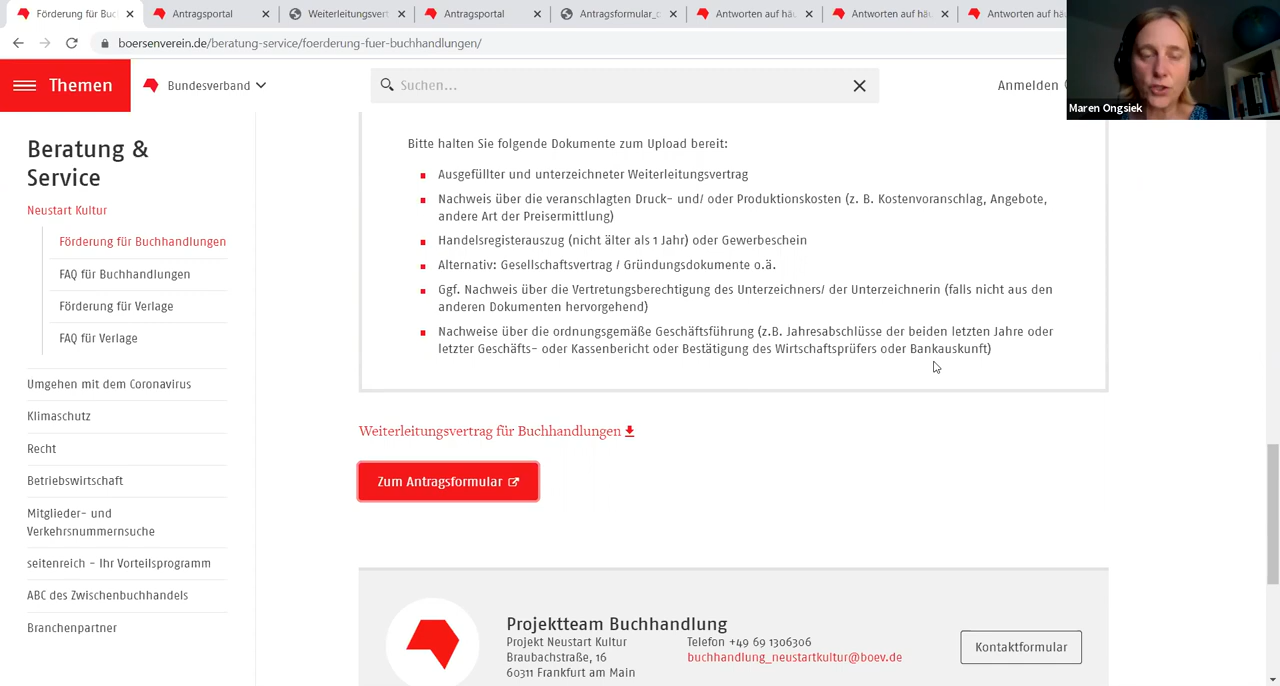 Förderung für Buc
Antragsportal
Weiterleitungsvert
Antragsportal
Antragsformular_
Antworten auf hä
Antworten auf hä
Antworten auf hä
boersenverein.de/beratung-service/foerderung-fuer-buchhandlungen/
Themen
Bundesverband
Suchen...
Anmelden
Maren Ongsiek
Beratung &
Service
Neustart Kultur
Förderung für Buchhandlungen
FAQ für Buchhandlungen
Förderung für Verlage
FAQ für Verlage
Umgehen mit dem Coronavirus
Klimaschutz
Recht
Betriebswirtschaft
Mitglieder- und
Verkehrsnummernsuche
seitenreich - Ihr Vorteilsprogramm
ABC des Zwischenbuchhandels
Branchenpartner
Bitte halten Sie folgende Dokumente zum Upload bereit:
Ausgefüllter und unterzeichneter Weiterleitungsvertrag
Nachweis über die veranschlagten Druck- und/ oder Produktionskosten (z. B. Kostenvoranschlag, Angebote,
andere Art der Preisermittlung)
Handelsregisterauszug (nicht älter als 1 Jahr) oder Gewerbeschein
Alternativ: Gesellschaftsvertrag / Gründungsdokumente o.ä.
Ggf. Nachweis über die Vertretungsberechtigung des Unterzeichners/ der Unterzeichnerin (falls nicht aus den
anderen Dokumenten hervorgehend)
Nachweise über die ordnungsgemäße Geschäftsführung (z.B. Jahresabschlüsse der beiden letzten Jahre oder
letzter Geschäfts- oder Kassenbericht oder Bestätigung des Wirtschaftsprüfers oder Bankauskunft)
Weiterleitungsvertrag für Buchhandlungen
Zum Antragsformular
Projektteam Buchhandlung
Projekt Neustart Kultur
Braubachstraße, 16
60311 Frankfurt am Main
Telefon +49 69 1306306
buchhandlung_neustartkultur@boev.de
Kontaktformular